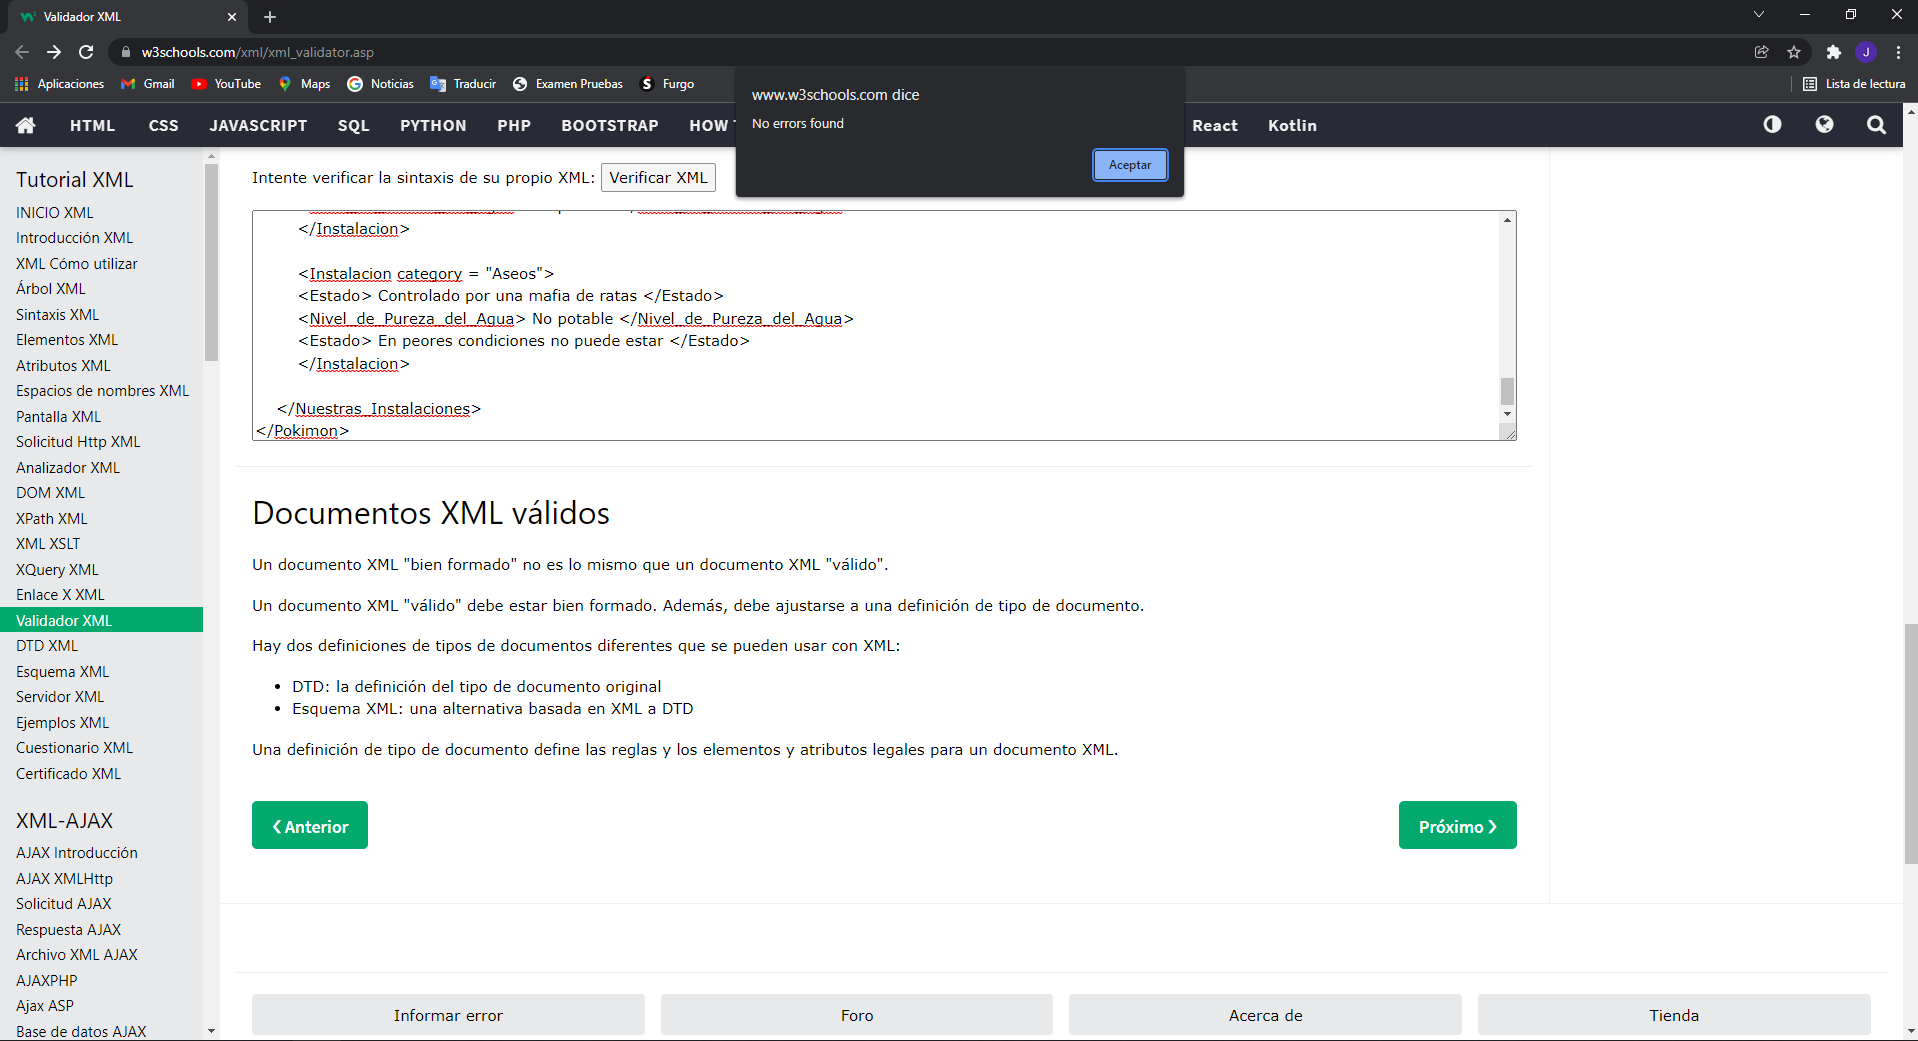 Validador XML
w3schools.com/xml/xml_validator.asp
J
Aplicaciones Gmail YouTube Maps Noticias Traducir Examen Pruebas Furgo Lista de lectura
www.w3schools.com dice
No errors found
Aceptar
HTML CSS JAVASCRIPT SQL PYTHON PHP BOOTSTRAP HOW React Kotlin
Tutorial XML
INICIO XML
Introducción XML
XML Cómo utilizar
Árbol XML
Sintaxis XML
Elementos XML
Atributos XML
Espacios de nombres XML
Pantalla XML
Solicitud Http XML
Analizador XML
DOM XML
XPath XML
XML XSLT
XQuery XML
Enlace X XML
Validador XML
DTD XML
Esquema XML
Servidor XML
Ejemplos XML
Cuestionario XML
Certificado XML
XML-AJAX
AJAX Introducción
AJAX XMLHttp
Solicitud AJAX
Respuesta AJAX
Archivo XML AJAX
AJAXPHP
Ajax ASP
Base de datos AJAX
Intente verificar la sintaxis de su propio XML: Verificar XML
</Instalacion>
<Instalacion category = "Aseos">
<Estado> Controlado por una mafia de ratas </Estado>
<Nivel_de_Pureza_del_Agua> No potable </Nivel_de_Pureza_del_Agua>
<Estado> En peores condiciones no puede estar </Estado>
</Instalacion>
</Nuestras_Instalaciones>
</Pokimon>
Documentos XML válidos
Un documento XML "bien formado" no es lo mismo que un documento XML "válido".
Un documento XML "válido" debe estar bien formado. Además, debe ajustarse a una definición de tipo de documento.
Hay dos definiciones de tipos de documentos diferentes que se pueden usar con XML:
• DTD: la definición del tipo de documento original
• Esquema XML: una alternativa basada en XML a DTD
Una definición de tipo de documento define las reglas y los elementos y atributos legales para un documento XML.
❮ Anterior
Próximo ❯
Informar error
Foro
Acerca de
Tienda